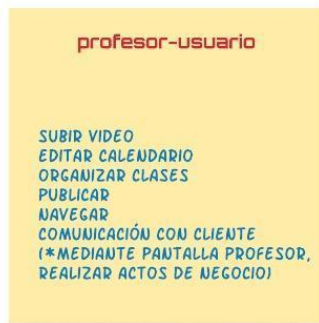 profesor-usuario
SUBIR VIDEO
EDITAR CALENDARIO
ORGANIZAR CLASES
PUBLICAR
NAVEGAR
COMUNICACIÓN CON CLIENTE
(*MEDIANTE PANTALLA PROFESOR,
REALIZAR ACTOS DE NEGOCIO)